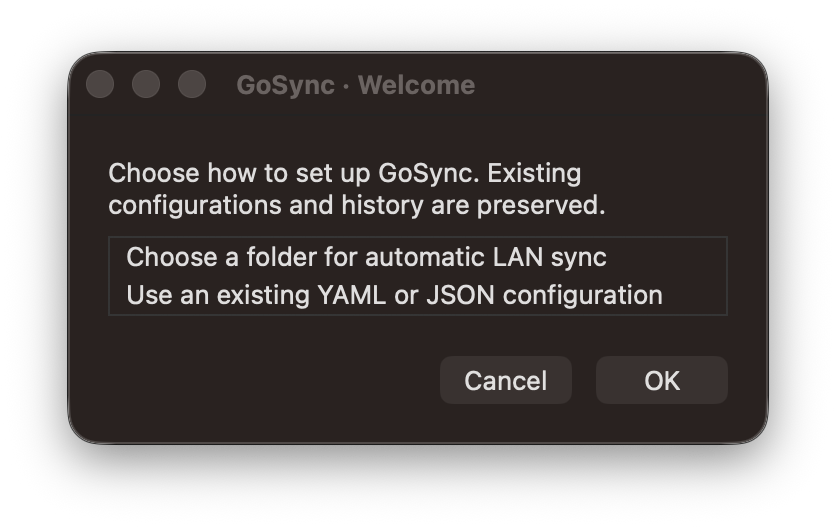 GoSync · Welcome
Choose how to set up GoSync. Existing
configurations and history are preserved.
Choose a folder for automatic LAN sync
Use an existing YAML or JSON configuration
Cancel
OK